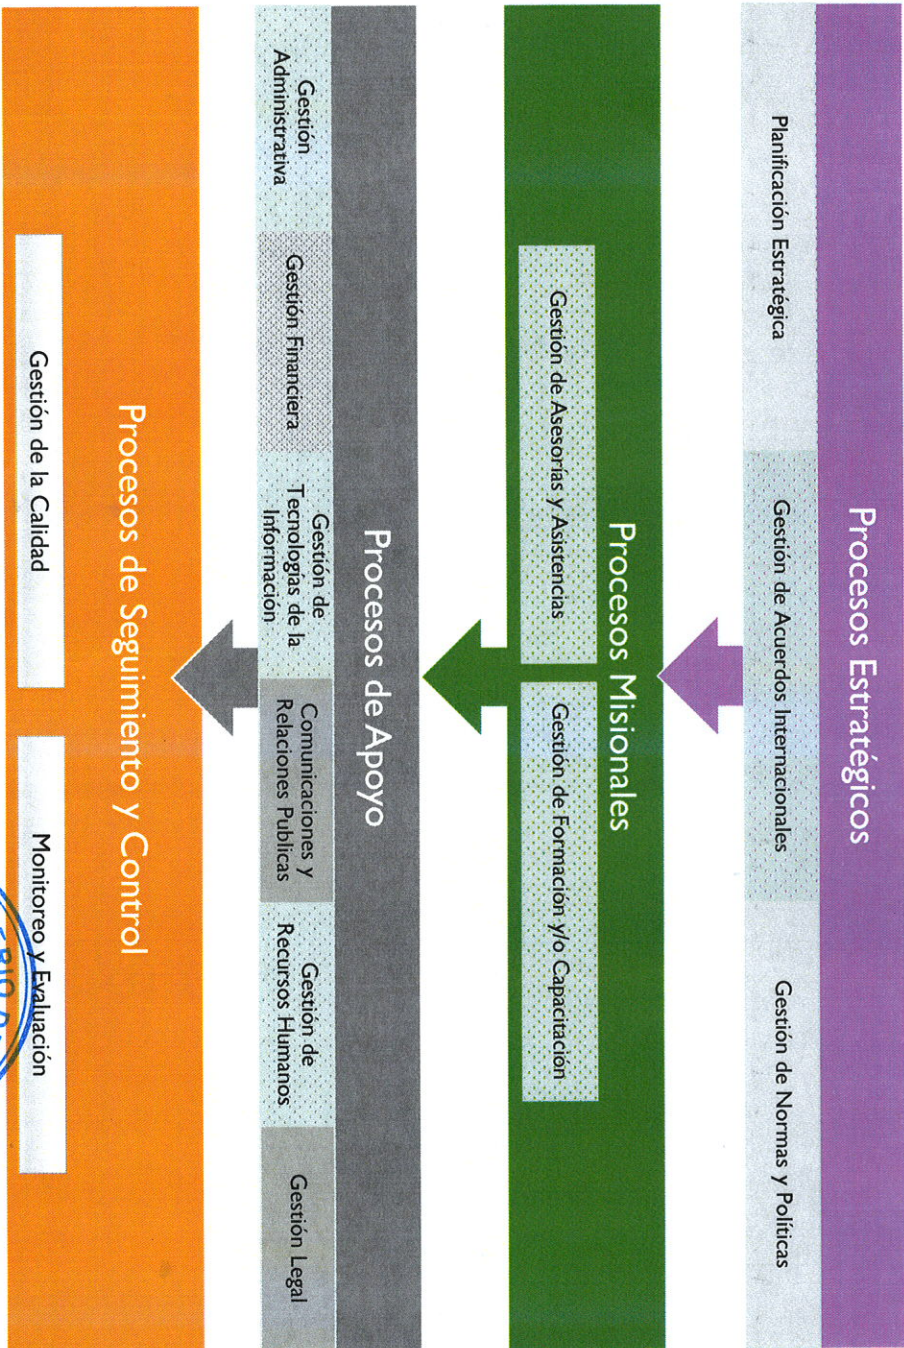 Procesos Estratégicos
Planificación Estratégica
Gestión de Acuerdos Internacionales
Gestión de Normas y Políticas
Procesos Misionales
Gestión de Asesorías y Asistencias
Gestión de Formación y/o Capacitación
Procesos de Apoyo
Gestión
Administrativa
Gestión Financiera
Gestión de
Tecnologías de la
Información
Comunicaciones y
Relaciones Publicas
Gestión de
Recursos Humanos
Gestión Legal
Procesos de Seguimiento y Control
Gestión de la Calidad
Monitoreo y Evaluación